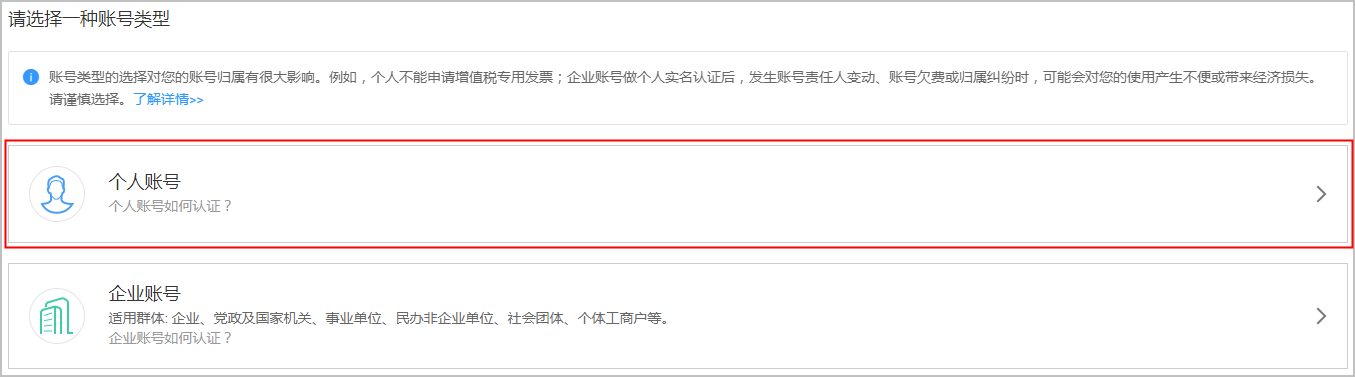 请选择一种账号类型
账号类型的选择对您的账号归属有很大影响。例如，个人不能申请增值税专用发票；企业账号做个人实名认证后，发生账号责任人变动、账号欠费或归属纠纷时，可能会对您的使用产生不便或带来经济损失。
请谨慎选择。了解详情>>
个人账号
个人账号如何认证？
企业账号
适用群体: 企业、党政及国家机关、事业单位、民办非企业单位、社会团体、个体工商户等。
企业账号如何认证？